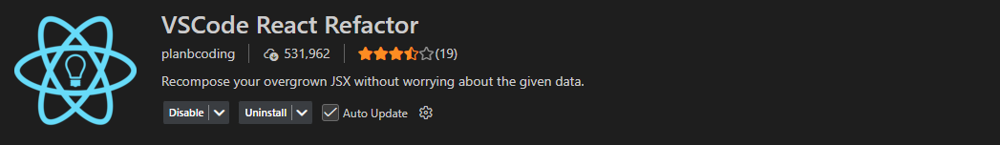 VSCode React Refactor
planbcoding 531,962 (19)
Recompose your overgrown JSX without worrying about the given data.
Disable Uninstall Auto Update